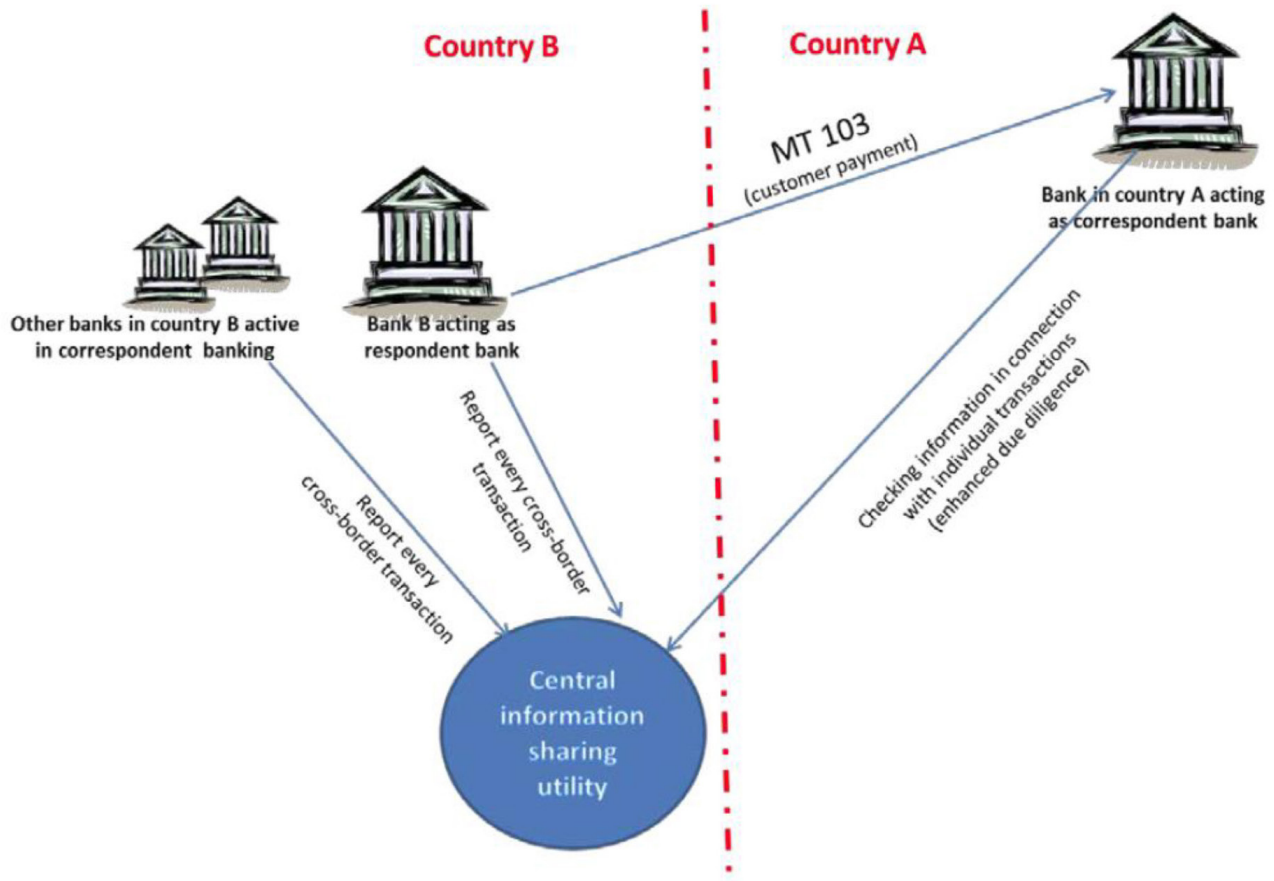 Country B
Country A
MT 103
(customer payment)
Bank in country A acting
as correspondent bank
Other banks in country B active
in correspondent banking
Bank B acting as
respondent bank
Report every
cross-border transaction
Report every cross-border
transaction
Checking information in connection
with individual transactions
(enhanced due diligence)
Central
information
sharing
utility